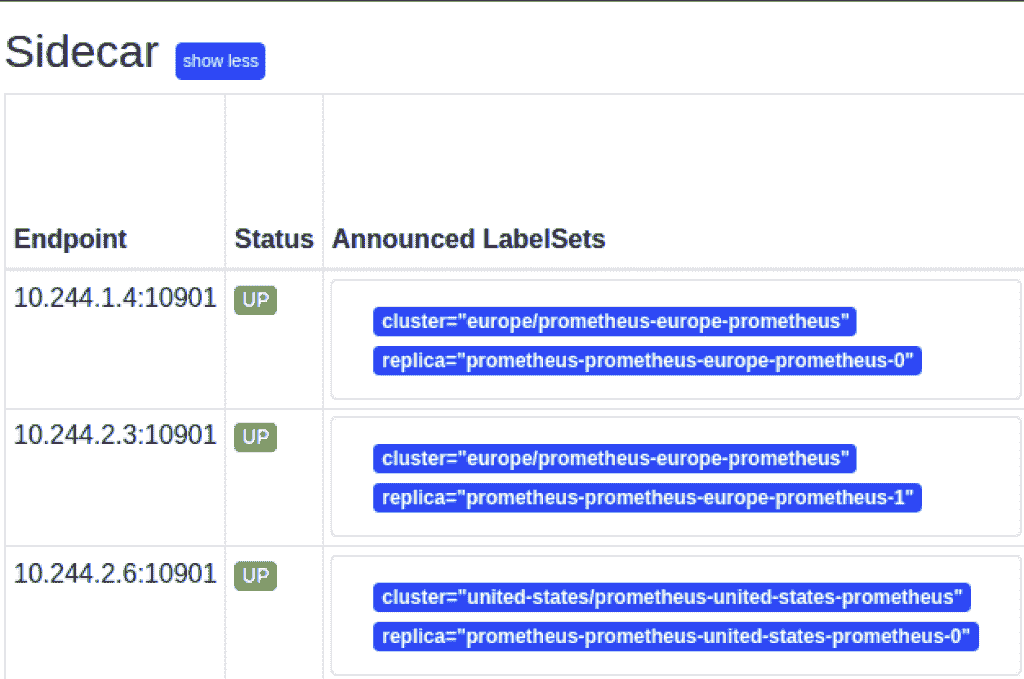 Sidecar show less
Endpoint Status Announced LabelSets
10.244.1.4:10901 UP cluster="europe/prometheus-europe-prometheus"
replica="prometheus-prometheus-europe-prometheus-0"
10.244.2.3:10901 UP cluster="europe/prometheus-europe-prometheus"
replica="prometheus-prometheus-europe-prometheus-1"
10.244.2.6:10901 UP cluster="united-states/prometheus-united-states-prometheus"
replica="prometheus-prometheus-united-states-prometheus-0"